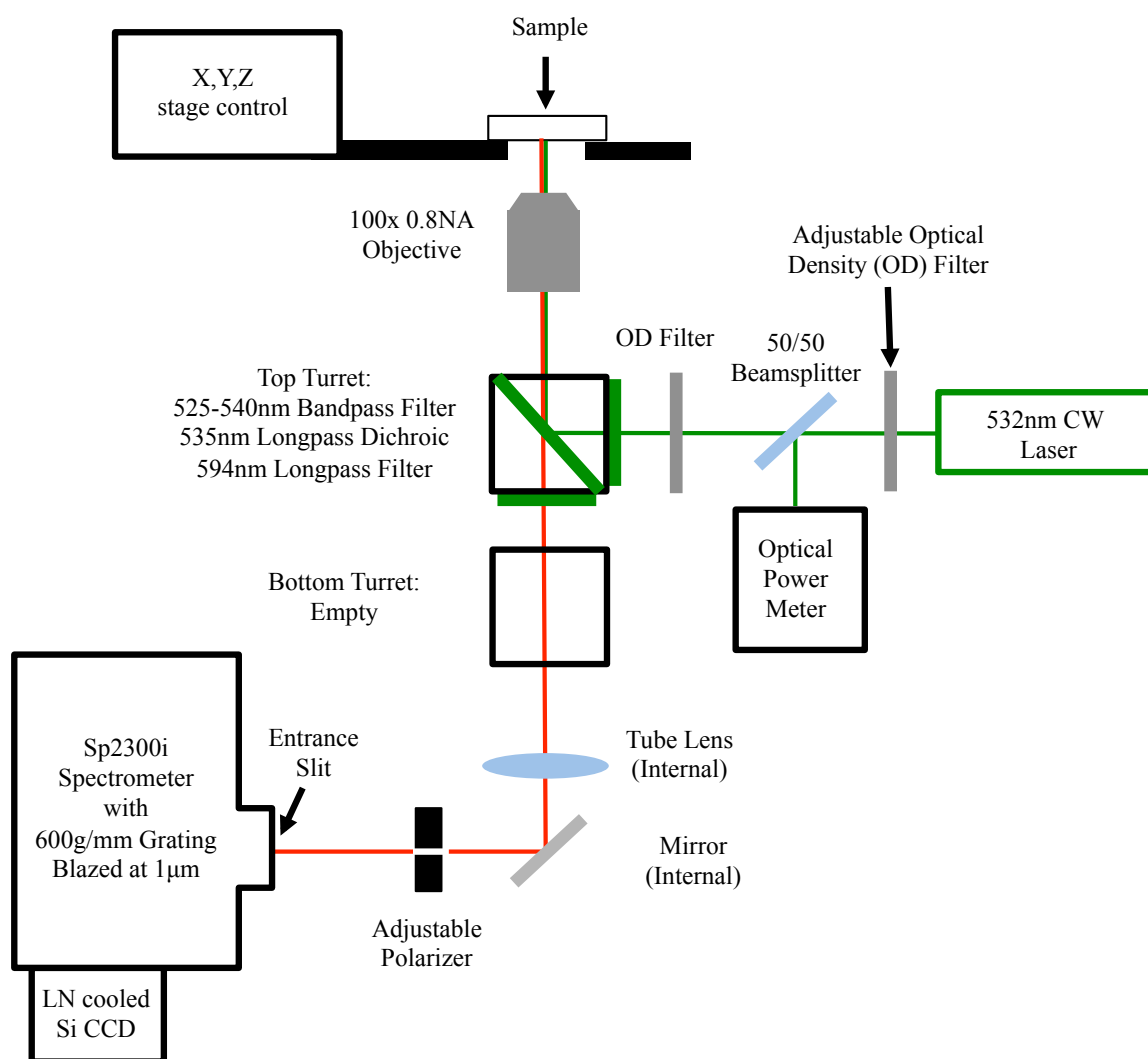 Sample
X,Y,Z
stage control
100x 0.8NA
Objective
Adjustable Optical
Density (OD) Filter
OD Filter
50/50
Beamsplitter
532nm CW
Laser
Top Turret:
525-540nm Bandpass Filter
535nm Longpass Dichroic
594nm Longpass Filter
Optical
Power
Meter
Bottom Turret:
Empty
Sp2300i
Spectrometer
with
600g/mm Grating
Blazed at 1μm
Entrance
Slit
Tube Lens
(Internal)
Mirror
(Internal)
Adjustable
Polarizer
LN cooled
Si CCD